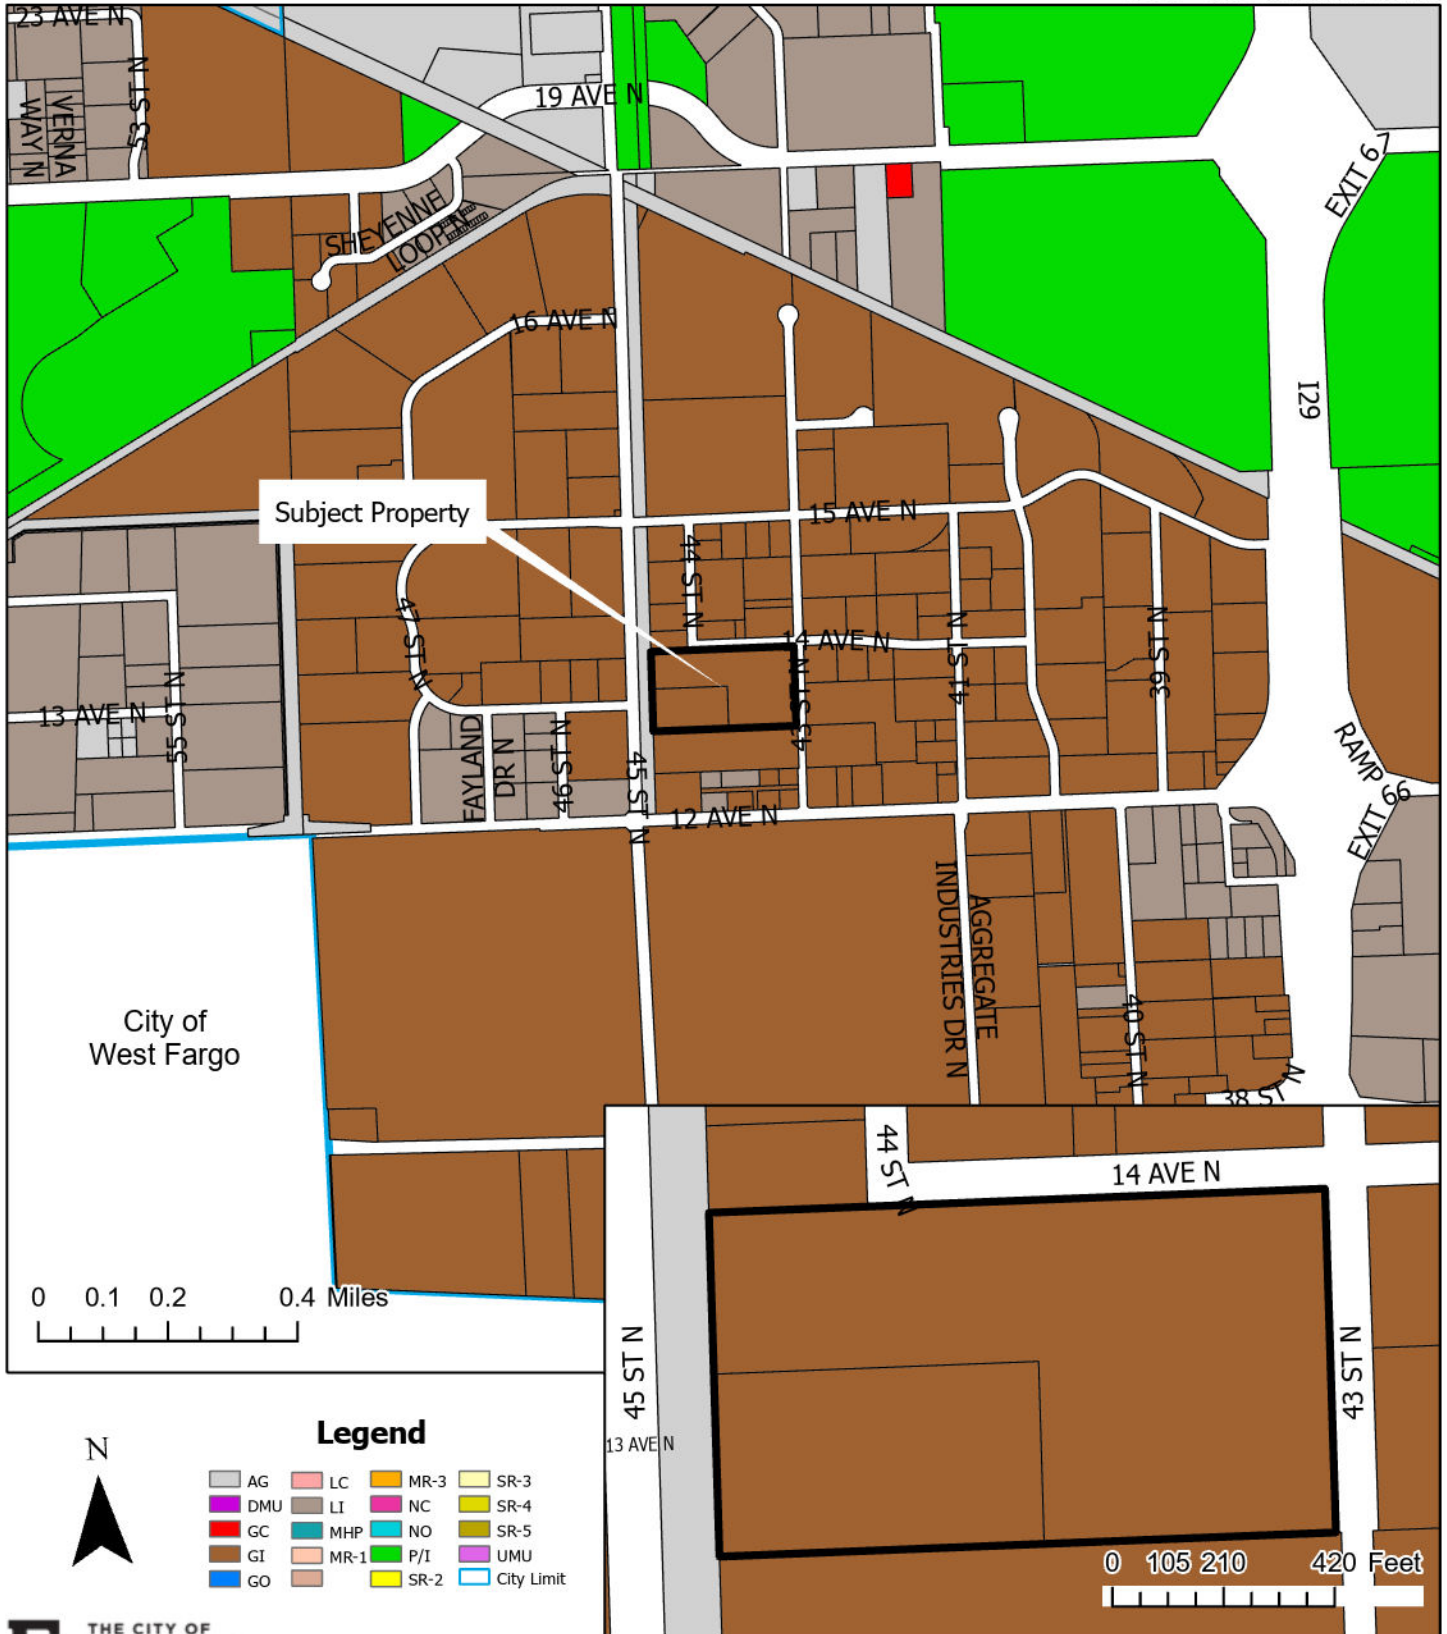 23 AVE N
53 ST N
VERNA
WAY N
19 AVE N
EXIT 67
SHEYENNE
LOOP N
16 AVE N
I29
Subject Property
15 AVE N
44 ST N
47 ST N
14 AVE N
41 ST N
39 ST N
43 ST N
13 AVE N
55 ST N
FAYLAND
DR N
46 ST N
45 ST N
12 AVE N
RAMP
EXIT 66
AGGREGATE
INDUSTRIES DR N
40 ST N
38 ST N
City of
West Fargo
0 0.1 0.2 0.4 Miles
44 ST N
14 AVE N
45 ST N
43 ST N
13 AVE N
0 105 210 420 Feet
N
Legend
AG LC MR-3 SR-3
DMU LI NC SR-4
GC MHP NO SR-5
GI MR-1 P/I UMU
GO SR-2 City Limit
THE CITY OF